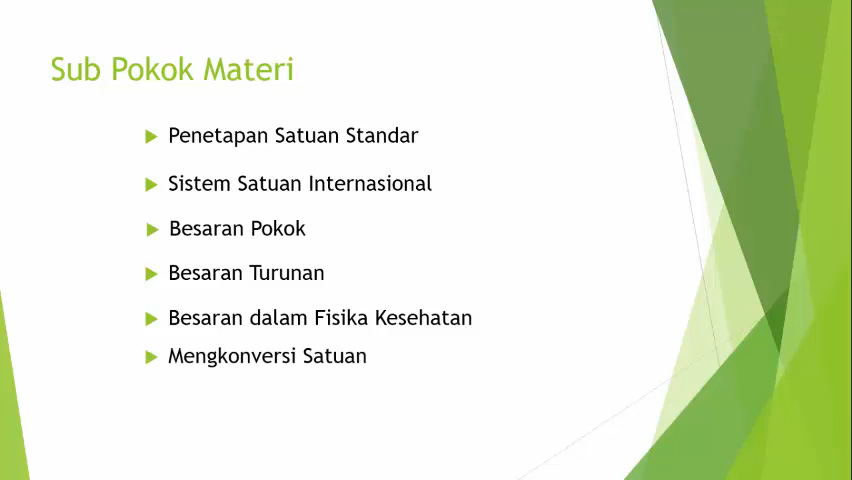 Sub Pokok Materi
Penetapan Satuan Standar
Sistem Satuan Internasional
Besaran Pokok
Besaran Turunan
Besaran dalam Fisika Kesehatan
Mengkonversi Satuan